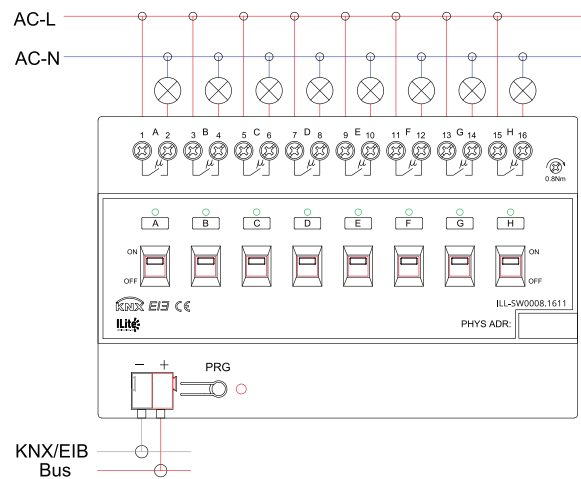 AC-L
AC-N
1 A 2 3 B 4 5 C 6 7 D 8 9 E 10 11 F 12 13 G 14 15 H 16
μ μ μ μ μ μ μ μ
0.8Nm
A B C D E F G H
ON ON
OFF OFF
KNX EIB CE
ILL-SW0008.1611
iLite
PHYS ADR:
- + PRG
KNX/EIB
Bus